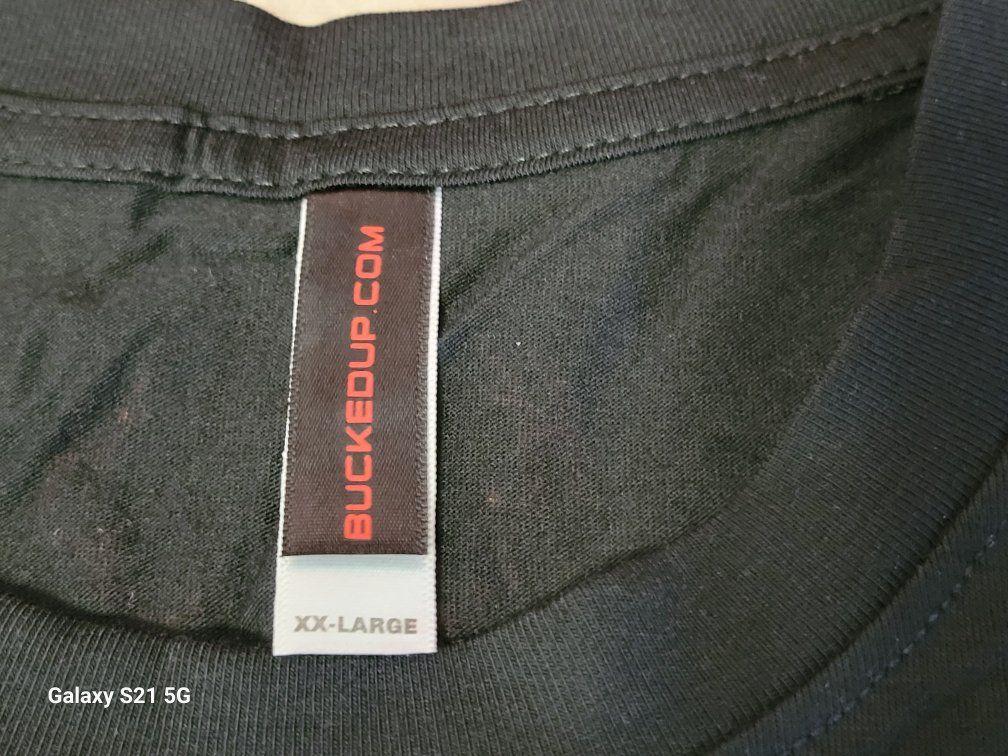 BUCKEDUP.COM
XX-LARGE
Galaxy S21 5G